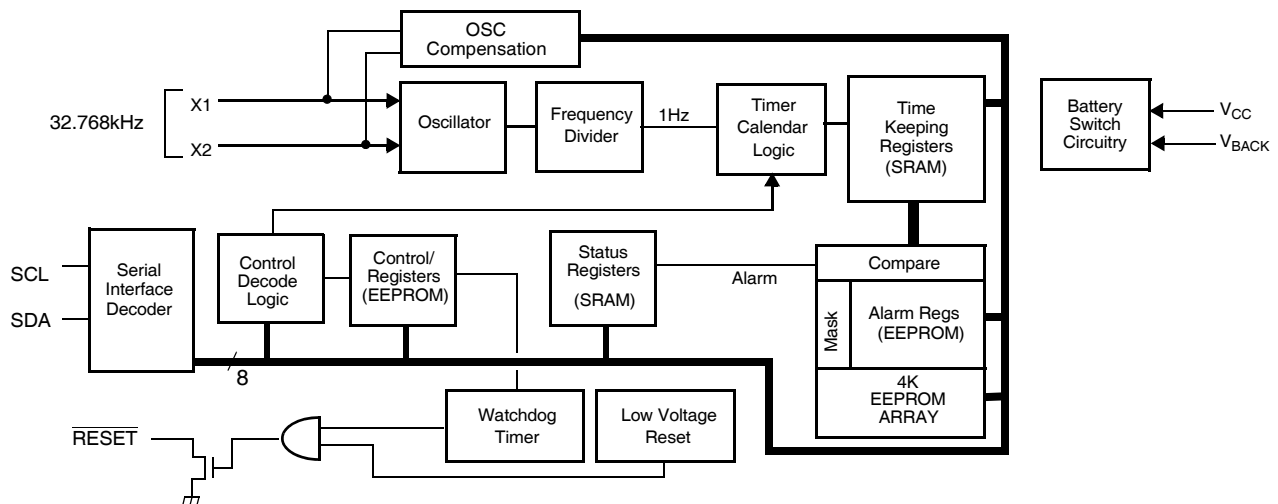 OSC
Compensation
32.768kHz
X1
X2
Oscillator
Frequency
Divider
1Hz
Timer
Calendar
Logic
Time
Keeping
Registers
(SRAM)
Battery
Switch
Circuitry
VCC
VBACK
SCL
SDA
Serial
Interface
Decoder
Control
Decode
Logic
Control/
Registers
(EEPROM)
Status
Registers
(SRAM)
Alarm
Compare
Mask
Alarm Regs
(EEPROM)
4K
EEPROM
ARRAY
8
Watchdog
Timer
Low Voltage
Reset
RESET